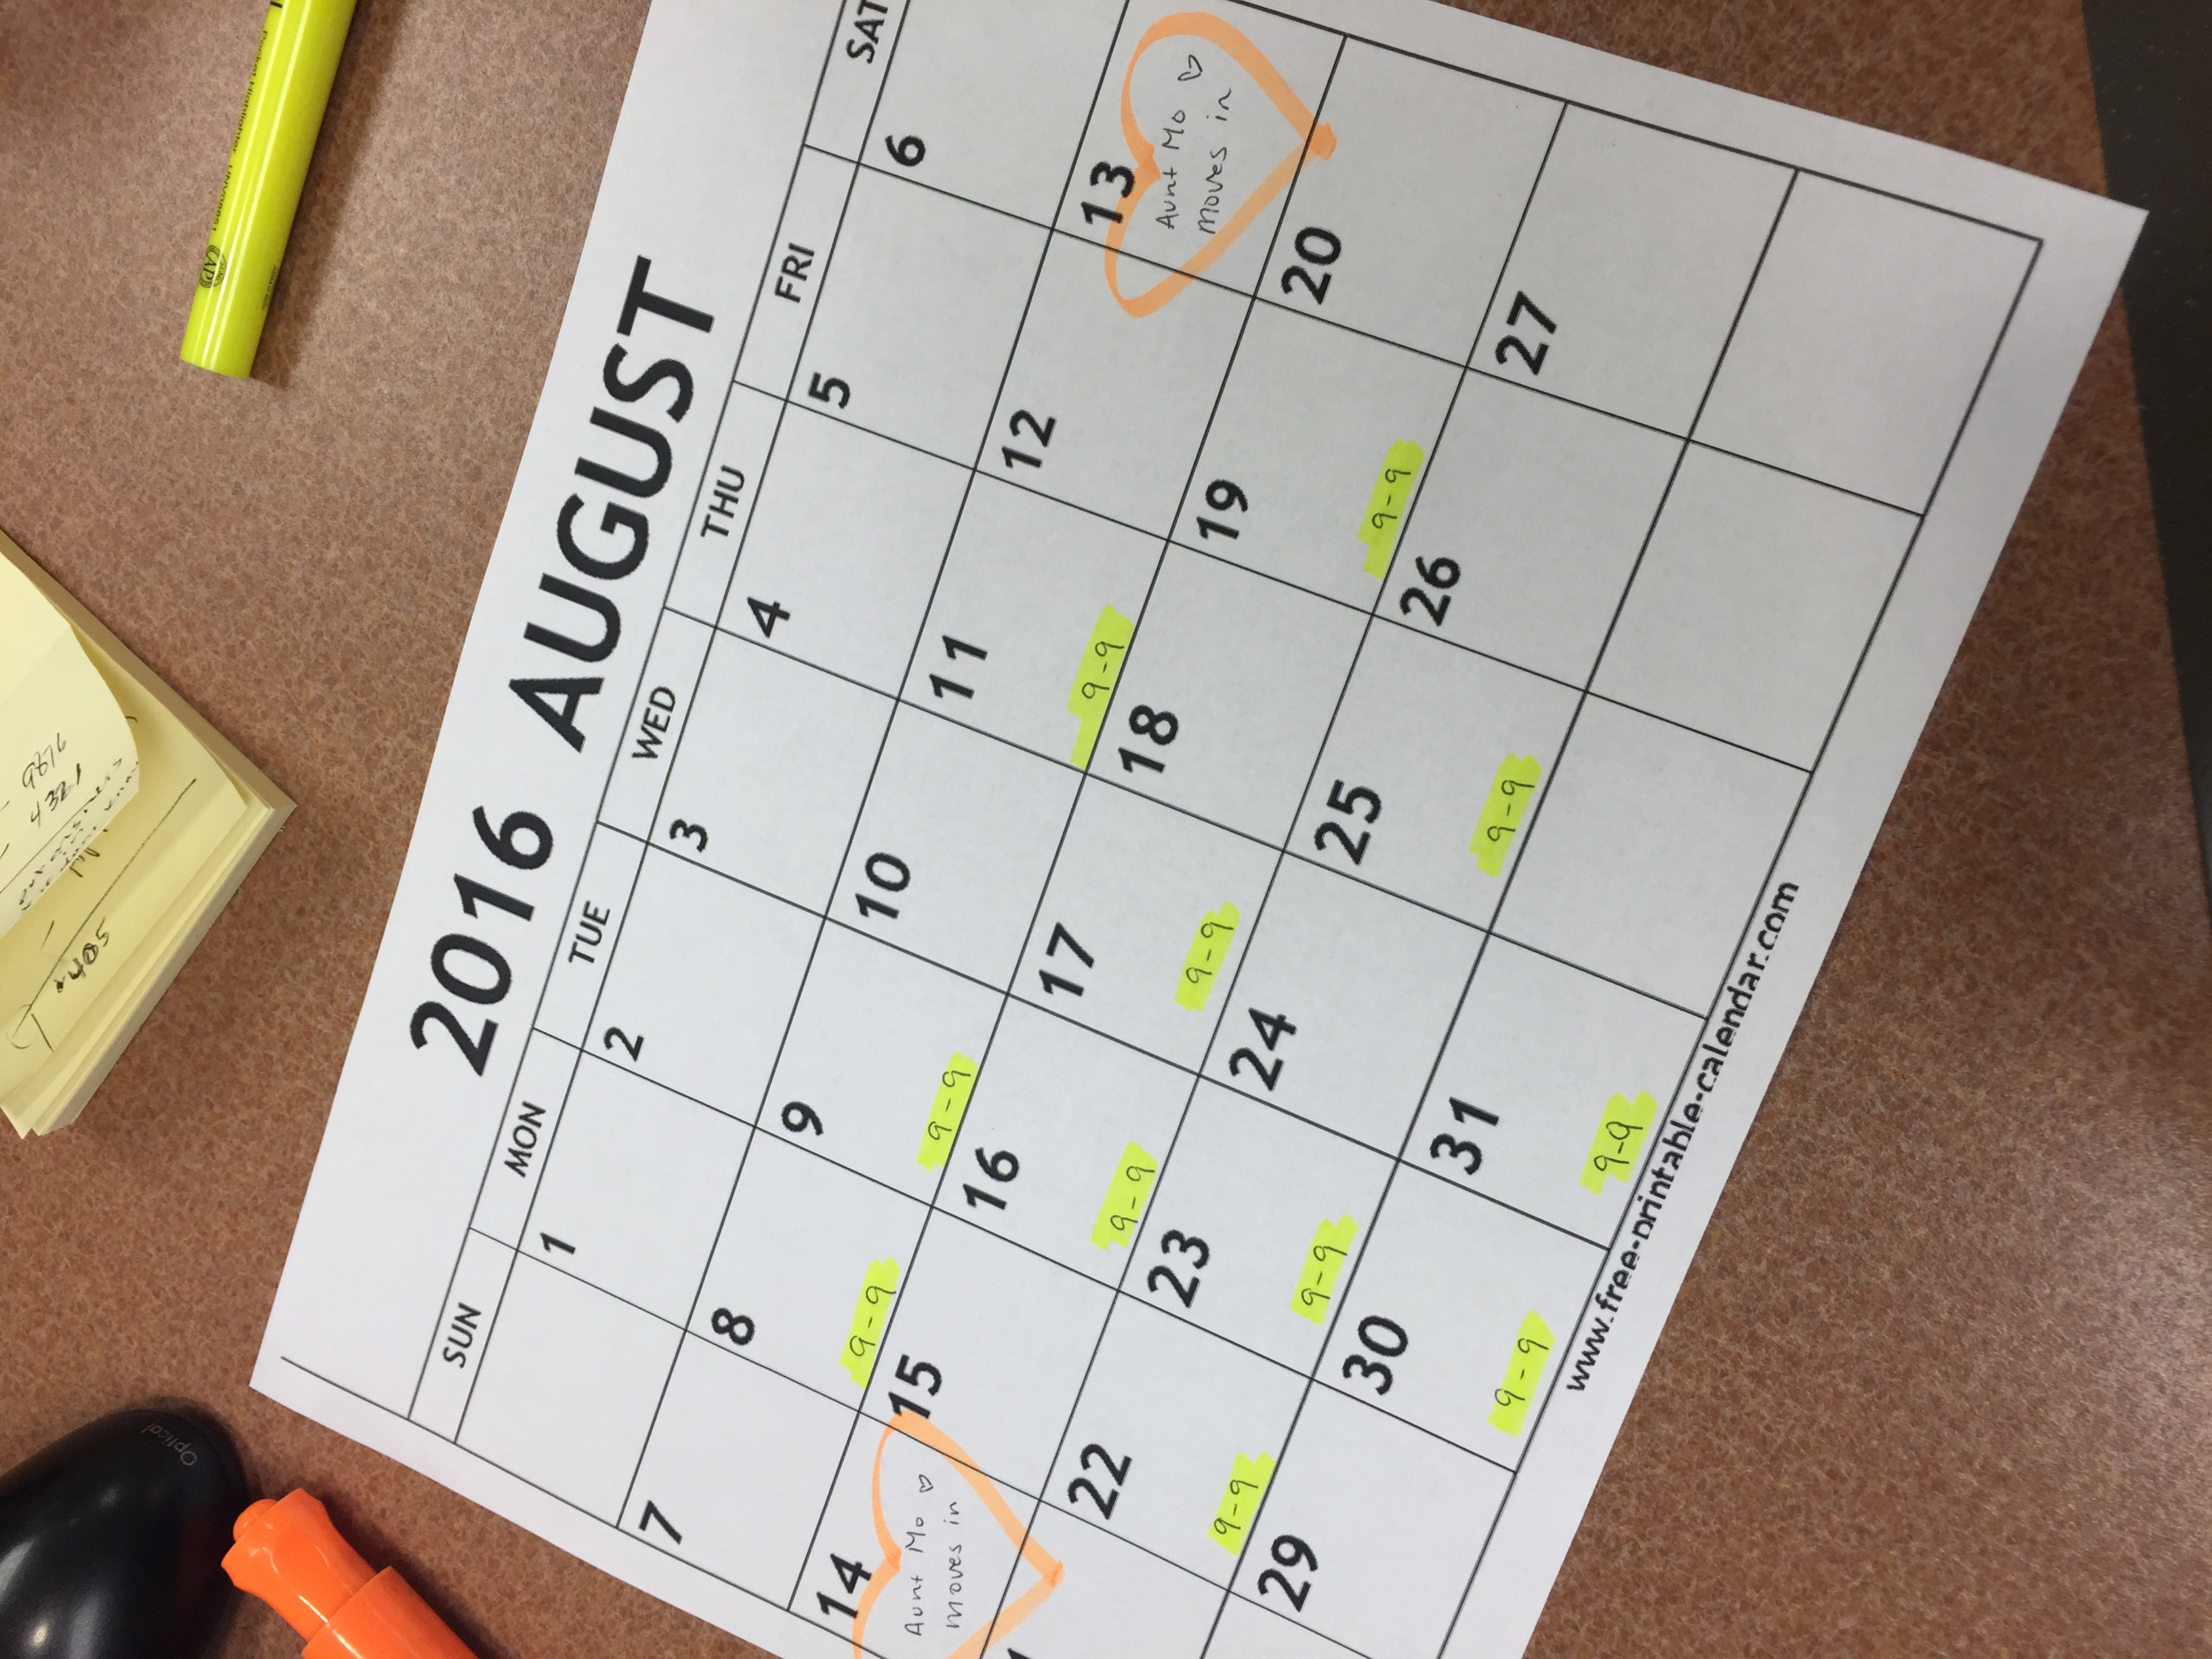 9876
4321
Optical
AP
Pocket Highlighter UNV08851
2016 AUGUST
SUN MON TUE WED THU FRI SAT
1 2 3 4 5 6
7 8 9 10 11 12 13
9-9 9-9 9-9
Aunt Mo ♡
moves in
14 15 16 17 18 19 20
Aunt Mo ♡
moves in
9-9 9-9 9-9
22 23 24 25 26 27
9-9 9-9 9-9
29 30 31
9-9 9-9
www.free-printable-calendar.com